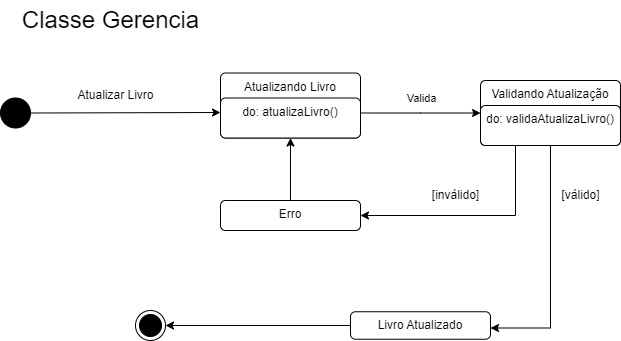 Classe Gerencia
Atualizar Livro
Atualizando Livro
do: atualizaLivro()
Valida
Validando Atualização
do: validaAtualizaLivro()
[inválido]
[válido]
Erro
Livro Atualizado